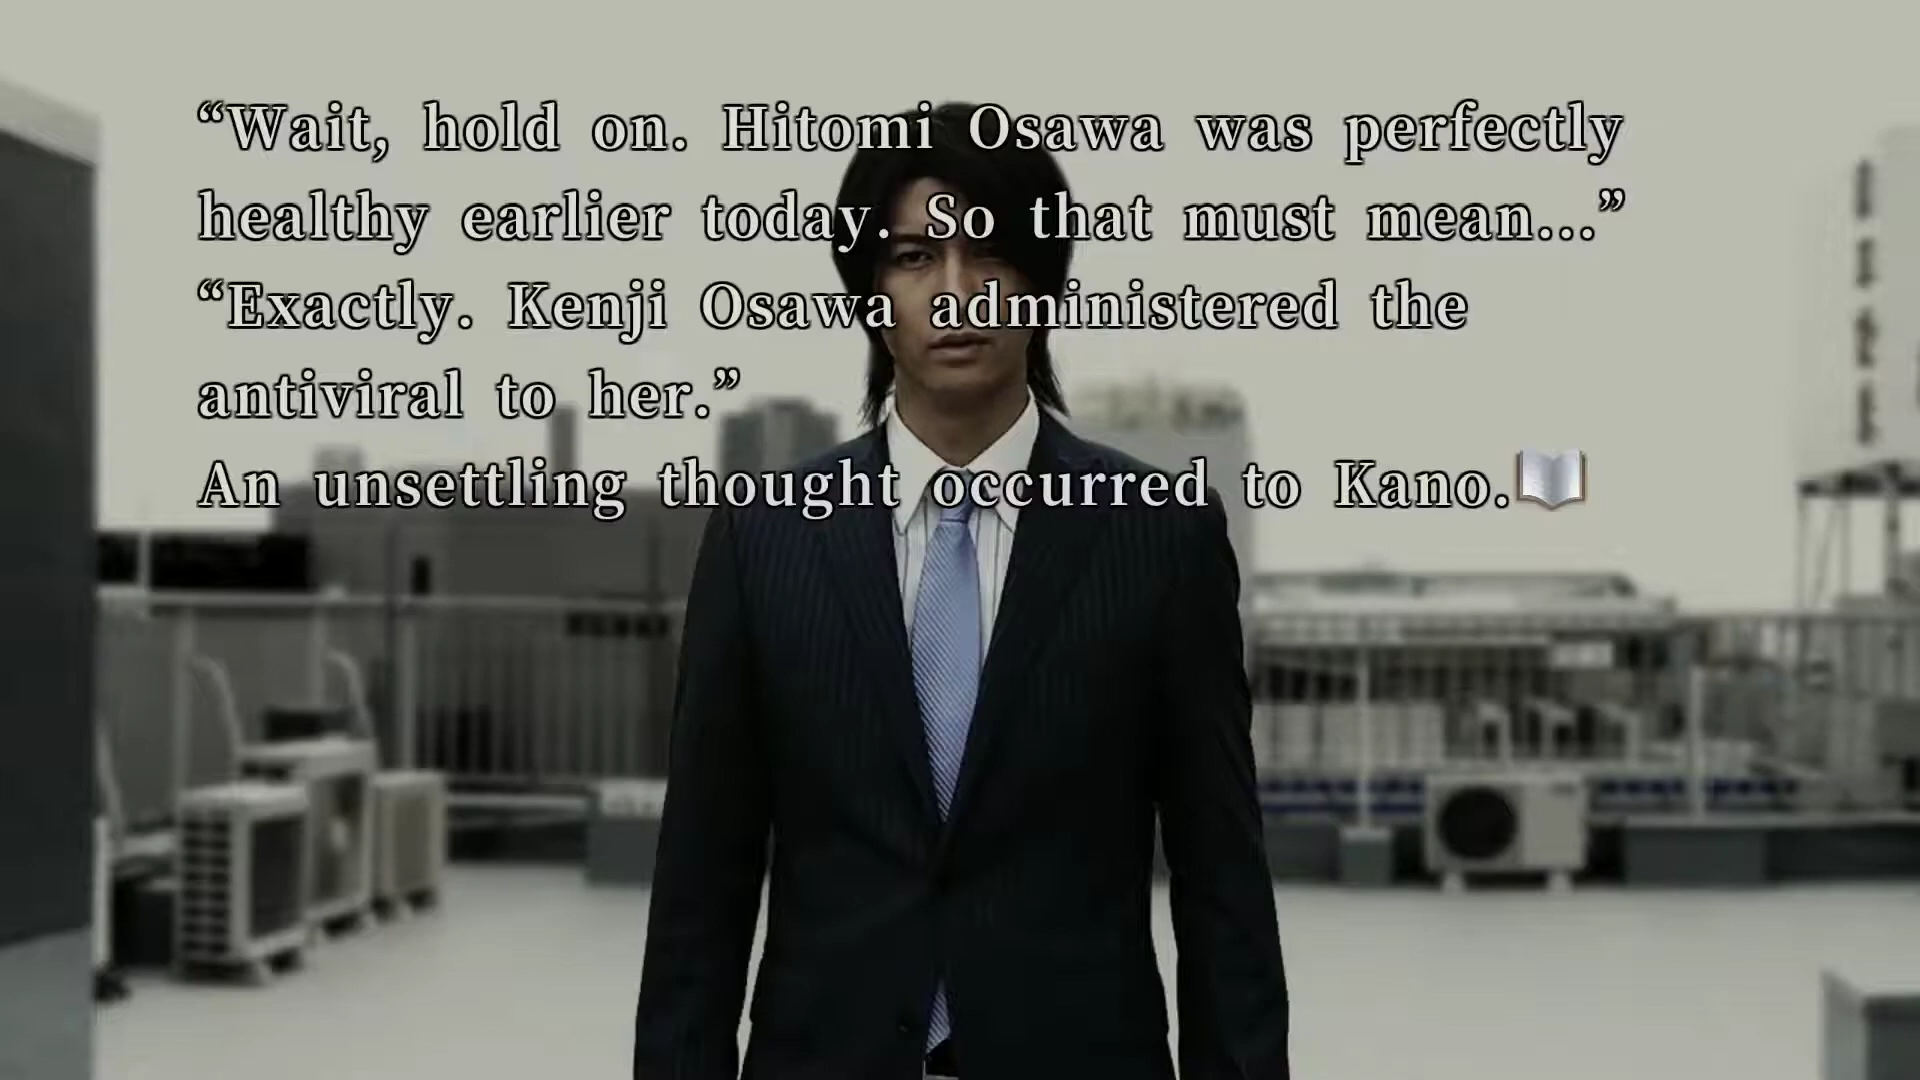 “Wait, hold on. Hitomi Osawa was perfectly
healthy earlier today. So that must mean...”
“Exactly. Kenji Osawa administered the
antiviral to her.”
An unsettling thought occurred to Kano.